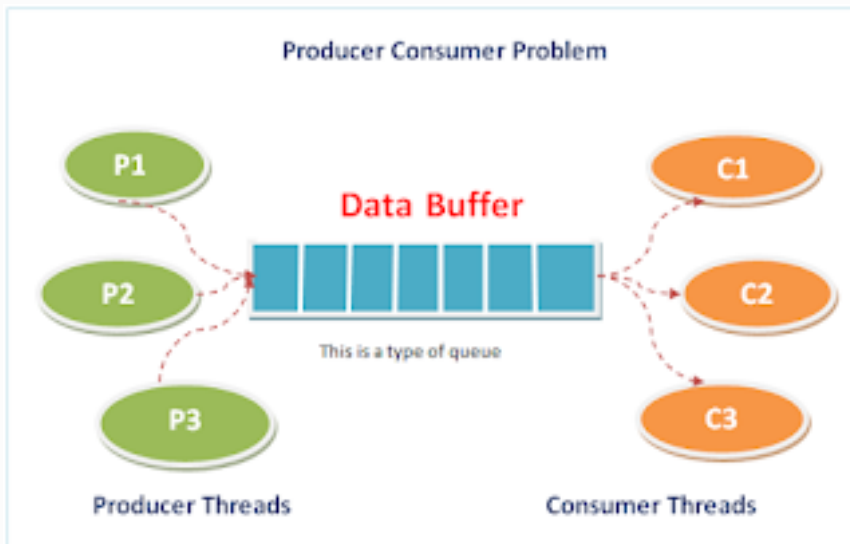 Producer Consumer Problem
P1
C1
Data Buffer
P2
C2
This is a type of queue
P3
C3
Producer Threads
Consumer Threads